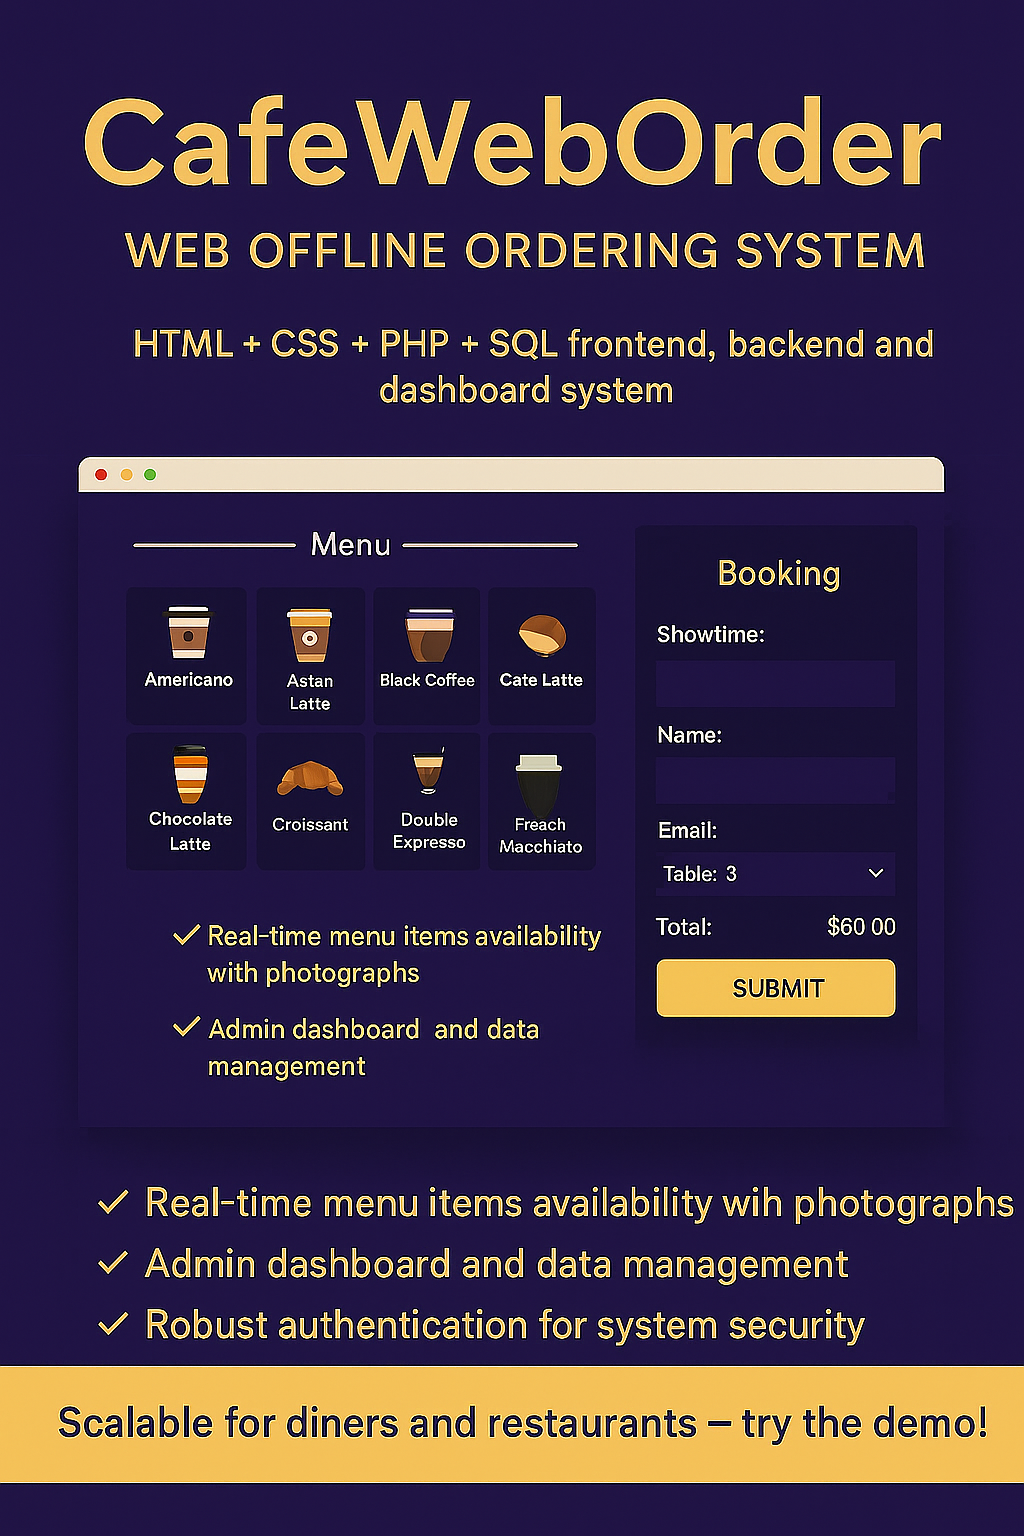 CafeWebOrder
WEB OFFLINE ORDERING SYSTEM
HTML + CSS + PHP + SQL frontend, backend and
dashboard system
Menu
Americano
Astan
Latte
Black Coffee
Cate Latte
Chocolate
Latte
Croissant
Double
Expresso
Freach
Macchiato
Real-time menu items availability
with photographs
Admin dashboard and data
management
Booking
Showtime:
Name:
Email:
Table: 3
Total: $60 00
SUBMIT
Real-time menu items availability wih photographs
Admin dashboard and data management
Robust authentication for system security
Scalable for diners and restaurants – try the demo!